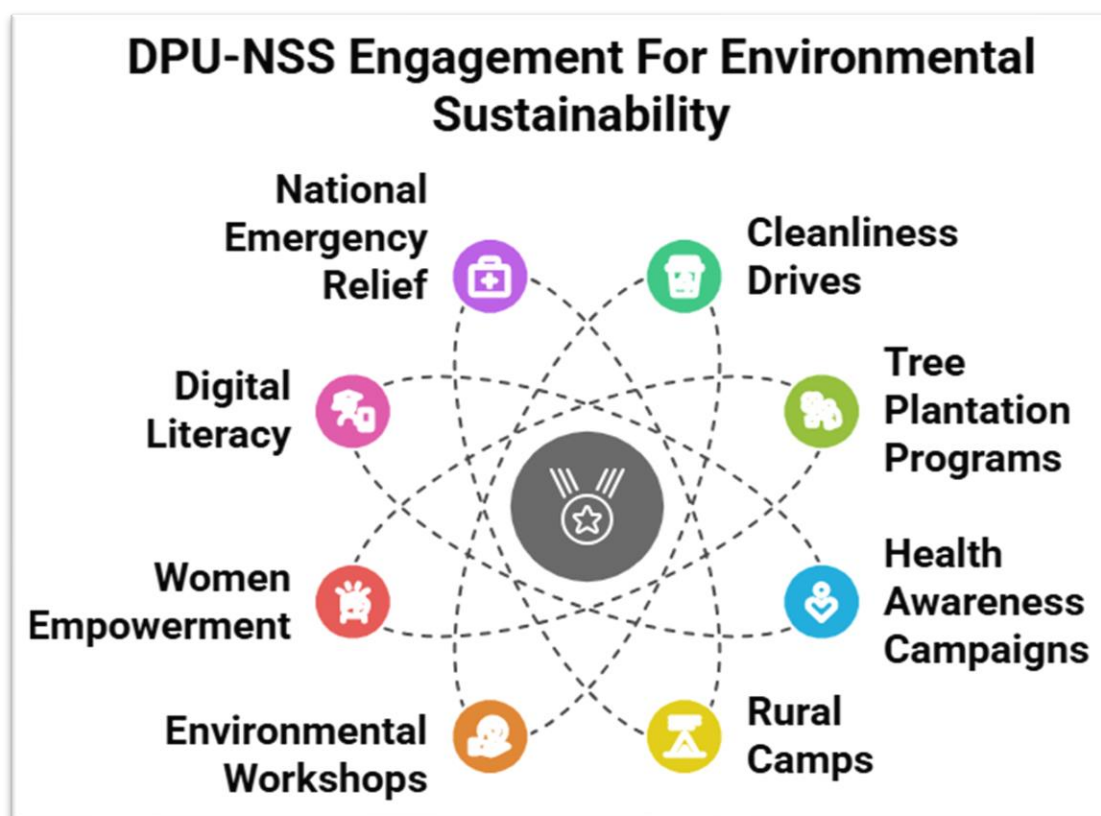 DPU-NSS Engagement For Environmental
Sustainability
National
Emergency
Relief
Cleanliness
Drives
Digital
Literacy
Tree
Plantation
Programs
Women
Empowerment
Health
Awareness
Campaigns
Environmental
Workshops
Rural
Camps